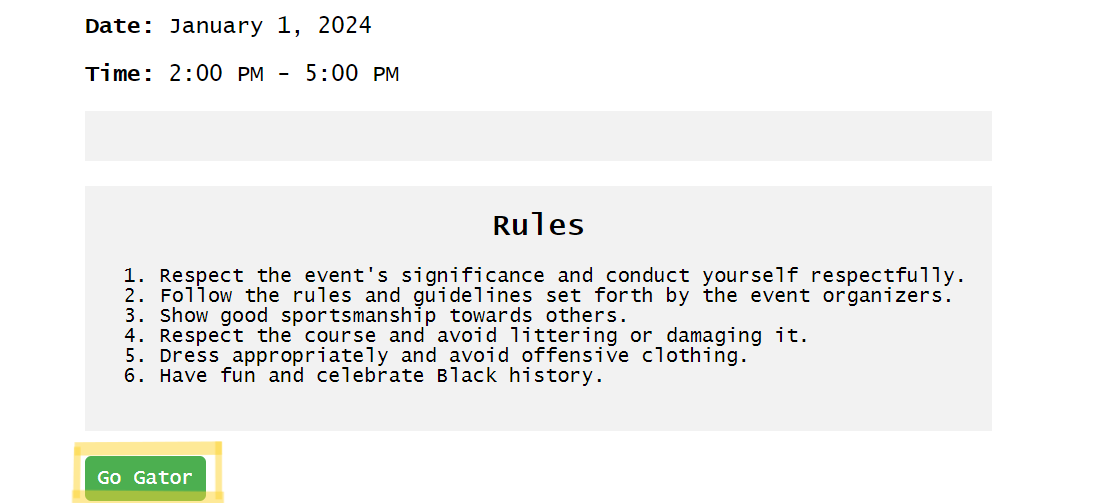 Date: January 1, 2024
Time: 2:00 PM - 5:00 PM
Rules
1. Respect the event's significance and conduct yourself respectfully.
2. Follow the rules and guidelines set forth by the event organizers.
3. Show good sportsmanship towards others.
4. Respect the course and avoid littering or damaging it.
5. Dress appropriately and avoid offensive clothing.
6. Have fun and celebrate Black history.
Go Gator